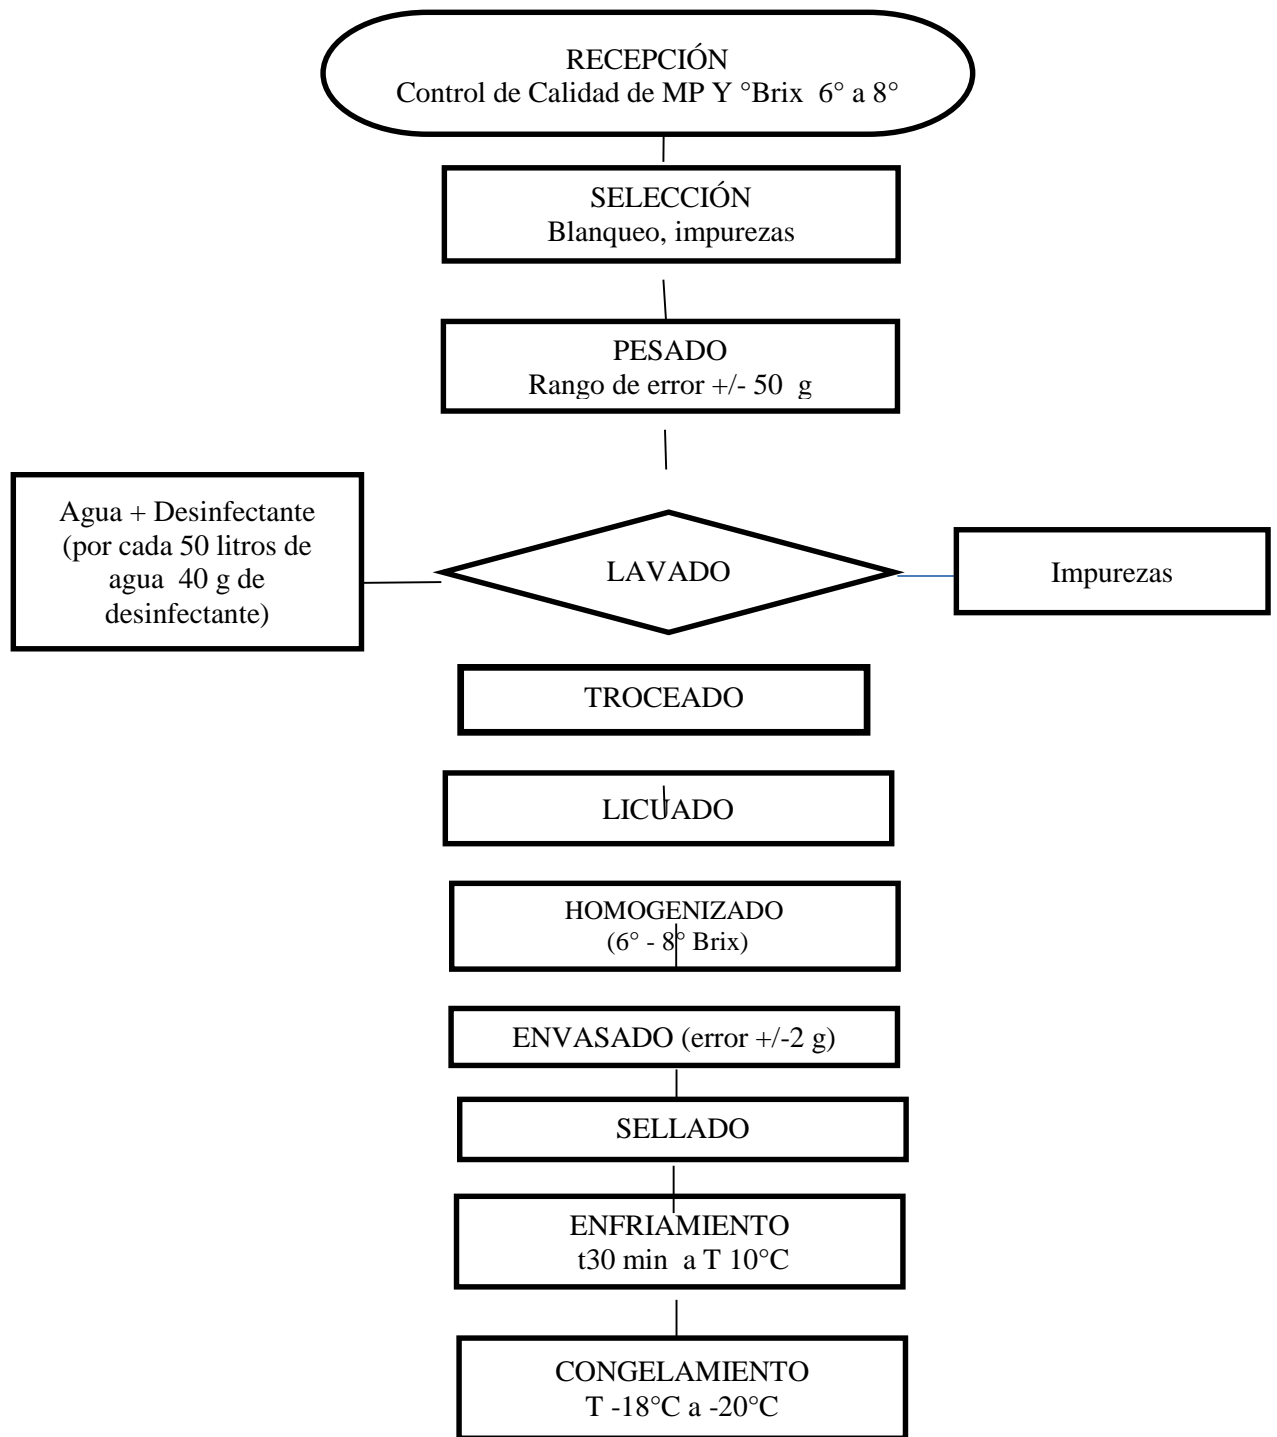 RECEPCIÓN
Control de Calidad de MP Y °Brix 6° a 8°
SELECCIÓN
Blanqueo, impurezas
PESADO
Rango de error +/- 50 g
Agua + Desinfectante
(por cada 50 litros de
agua 40 g de
desinfectante)
LAVADO
Impurezas
TROCEADO
LICUADO
HOMOGENIZADO
(6° - 8° Brix)
ENVASADO (error +/-2 g)
SELLADO
ENFRIAMIENTO
t30 min a T 10°C
CONGELAMIENTO
T -18°C a -20°C